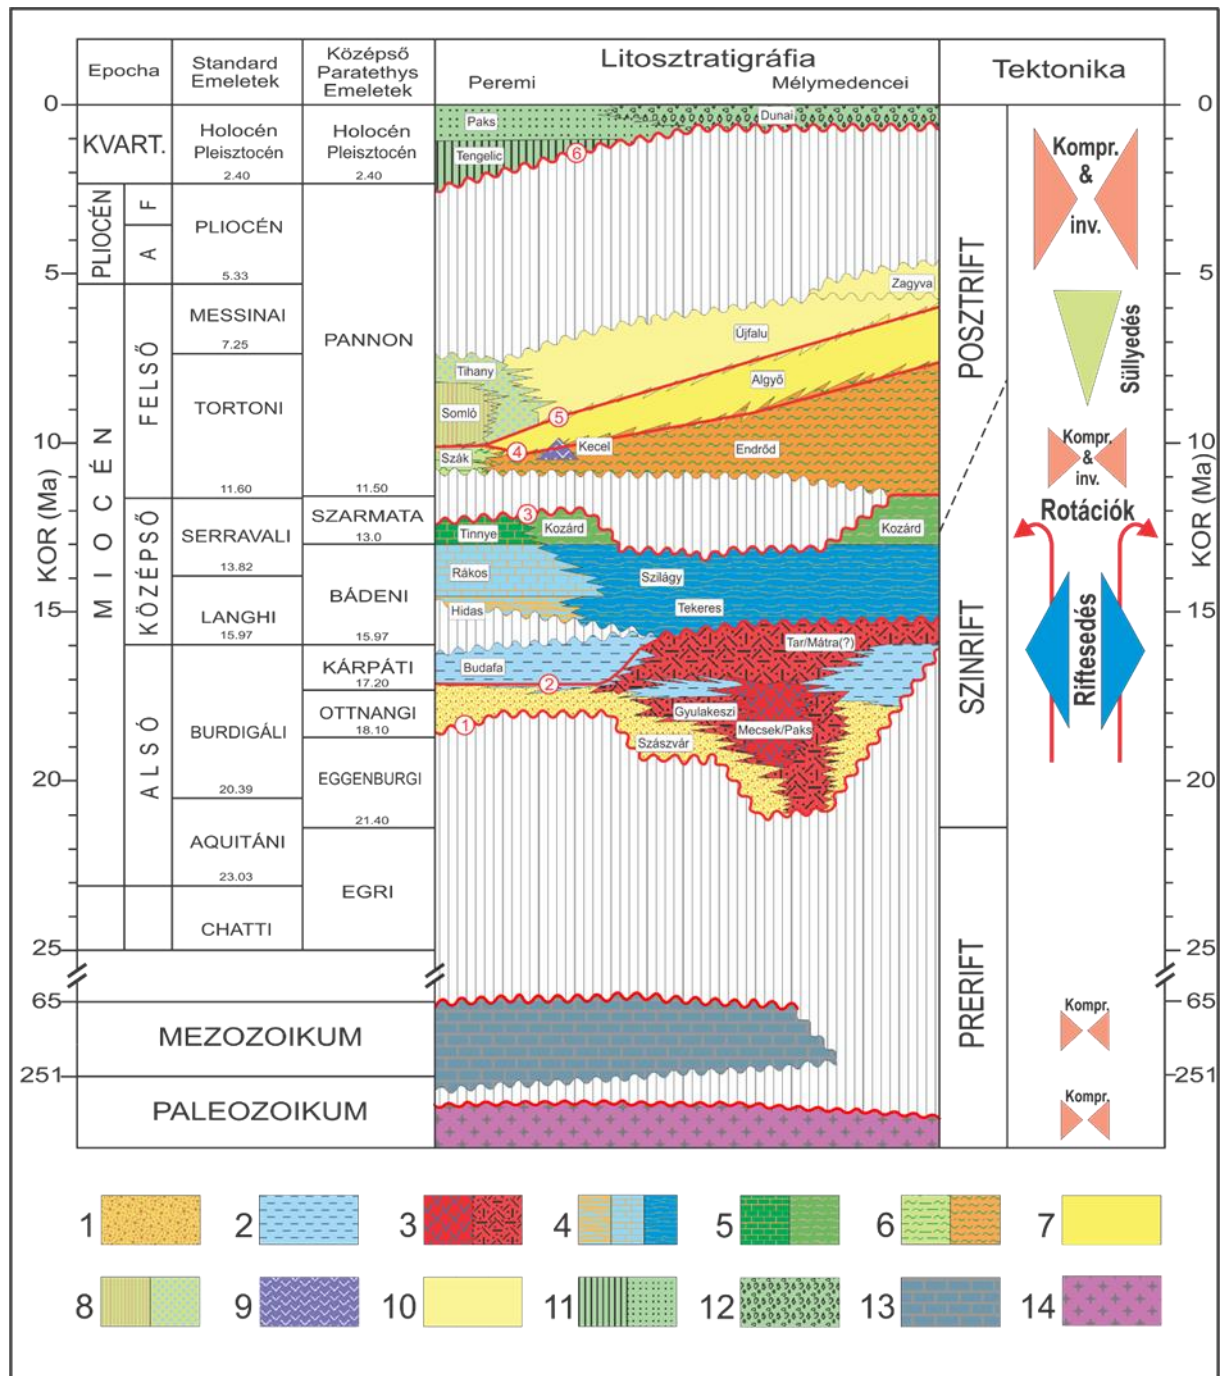 Epocha
Standard
Emeletek
Középső
Paratethys
Emeletek
Litosztratigráfia
Peremi
Mélymedencei
Tektonika
0
5
10
15
20
25
65
251
KOR (Ma)
KVART.
PLIOCÉN
F
A
MIOCÉN
FELSŐ
KÖZÉPSŐ
ALSÓ
Holocén
Pleisztocén
2.40
PLIOCÉN
5.33
MESSINAI
7.25
TORTONI
11.60
SERRAVALI
13.82
LANGHI
15.97
BURDIGÁLI
20.39
AQUITÁNI
23.03
CHATTI
Holocén
Pleisztocén
2.40
PANNON
11.50
SZARMATA
13.0
BÁDENI
15.97
KÁRPÁTI
17.20
OTTNANGI
18.10
EGGENBURGI
21.40
EGRI
MEZOZOIKUM
PALEOZOIKUM
Paks
Dunai
Tengelic
6
Zagyva
Újfalu
Tihany
Algyő
Somló
5
4
Kecel
Endrőd
Szák
3
Tinnye
Kozárd
Kozárd
Rákos
Szilágy
Hidas
Tekeres
Tar/Mátra(?)
Budafa
2
Gyulakeszi
1
Mecsek/Paks
Szászvár
POSZTRIFT
SZINRIFT
PRERIFT
Kompr.
&
inv.
Süllyedés
Kompr.
&
inv.
Rotációk
Riftesedés
Kompr.
Kompr.
0
5
10
15
20
25
65
251
KOR (Ma)
1
2
3
4
5
6
7
8
9
10
11
12
13
14